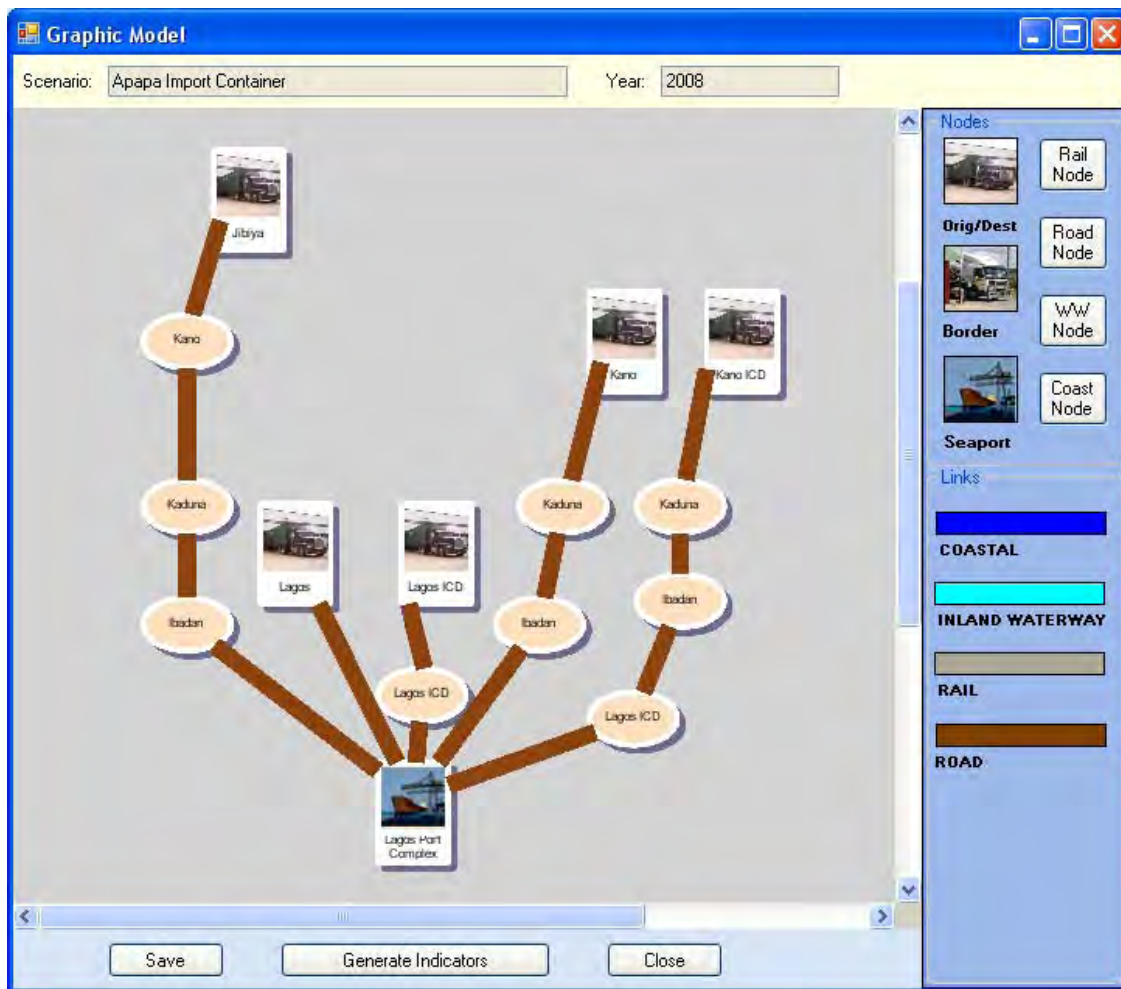 Graphic Model
Scenario: Apapa Import Container Year: 2008
Jibiya
Kano
Kano
Kano ICD
Kaduna
Kaduna
Kaduna
Lagos
Lagos ICD
Ibadan
Ibadan
Ibadan
Lagos ICD
Lagos ICD
Lagos Port
Complex
Nodes
Rail
Node
Orig/Dest
Road
Node
Border
WW
Node
Seaport
Coast
Node
Links
COASTAL
INLAND WATERWAY
RAIL
ROAD
Save Generate Indicators Close